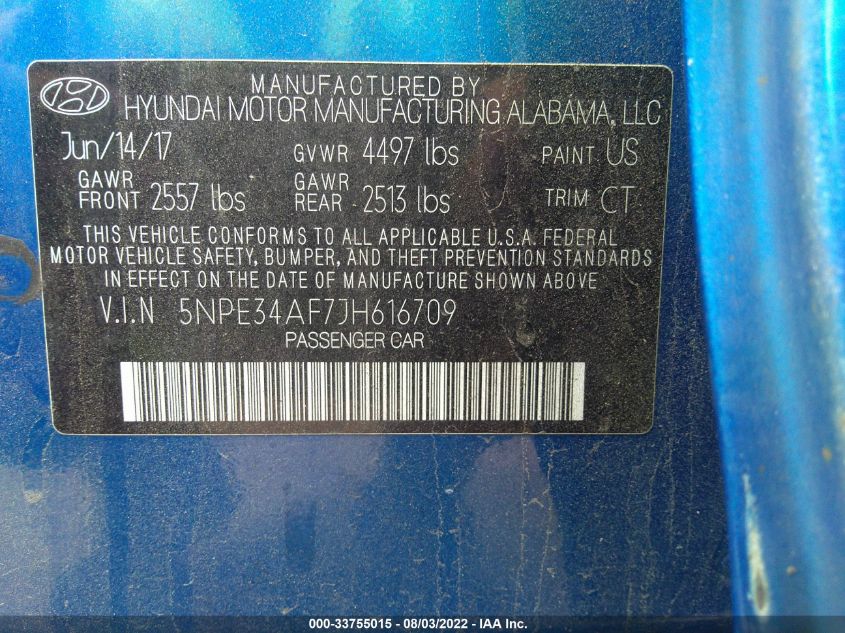 MANUFACTURED BY
HYUNDAI MOTOR MANUFACTURING ALABAMA, LLC
Jun/14/17 GVWR 4497 lbs PAINT US
GAWR FRONT 2557 lbs GAWR REAR 2513 lbs TRIM CT
THIS VEHICLE CONFORMS TO ALL APPLICABLE U.S.A. FEDERAL
MOTOR VEHICLE SAFETY, BUMPER, AND THEFT PREVENTION STANDARDS
IN EFFECT ON THE DATE OF MANUFACTURE SHOWN ABOVE
V.I.N 5NPE34AF7JH616709
PASSENGER CAR
000-33755015 - 08/03/2022 - IAA Inc.